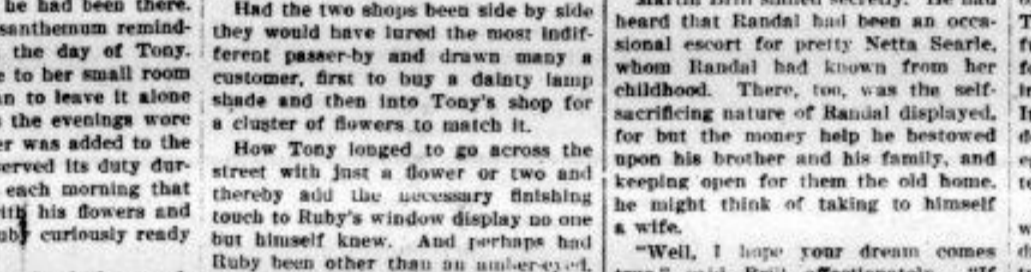 he had been there.
santhemum remind-
the day of Tony.
to her small room
to leave it alone
the evenings wore
was added to the
served its duty dur-
each morning that
with his flowers and
curiously ready
Had the two shops been side by side
they would have lured the most indif-
ferent passer-by and drawn many a
customer, first to buy a dainty lamp
shade and then into Tony's shop for
a cluster of flowers to match it.
How Tony longed to go across the
street with just a flower or two and
thereby add the necessary finishing
touch to Ruby's window display no one
but himself knew. And perhaps had
Ruby been other than an amber-eyed,
heard that Randal had been an occa-
sional escort for pretty Netta Searle,
whom Randal had known from her
childhood. There, too, was the self-
sacrificing nature of Randal displayed,
for but the money help he bestowed
upon his brother and his family, and
keeping open for them the old home,
he might think of taking to himself
a wife.
"Well, I hope your dream comes